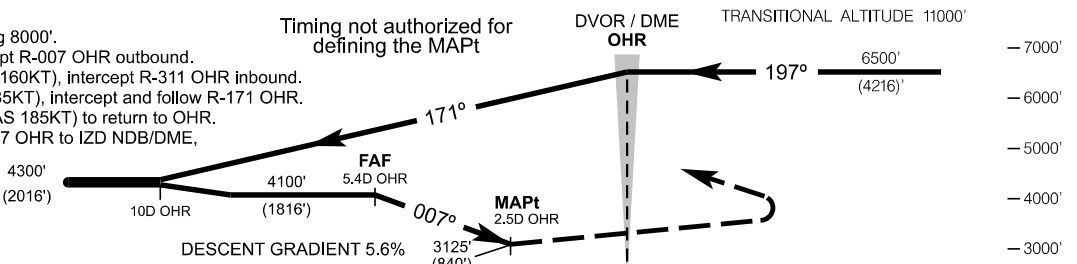 g 8000'.
pt R-007 OHR outbound.
160KT), intercept R-311 OHR inbound.
85KT), intercept and follow R-171 OHR.
AS 185KT) to return to OHR.
7 OHR to IZD NDB/DME,
Timing not authorized for
defining the MAPt
DVOR / DME
OHR
TRANSITIONAL ALTITUDE 11000'
6500'
(4216)'
197º
171º
7000'
6000'
5000'
4000'
3000'
4300'
(2016')
10D OHR
4100'
(1816')
FAF
5.4D OHR
007º
MAPt
2.5D OHR
DESCENT GRADIENT 5.6%
3125'
(840')